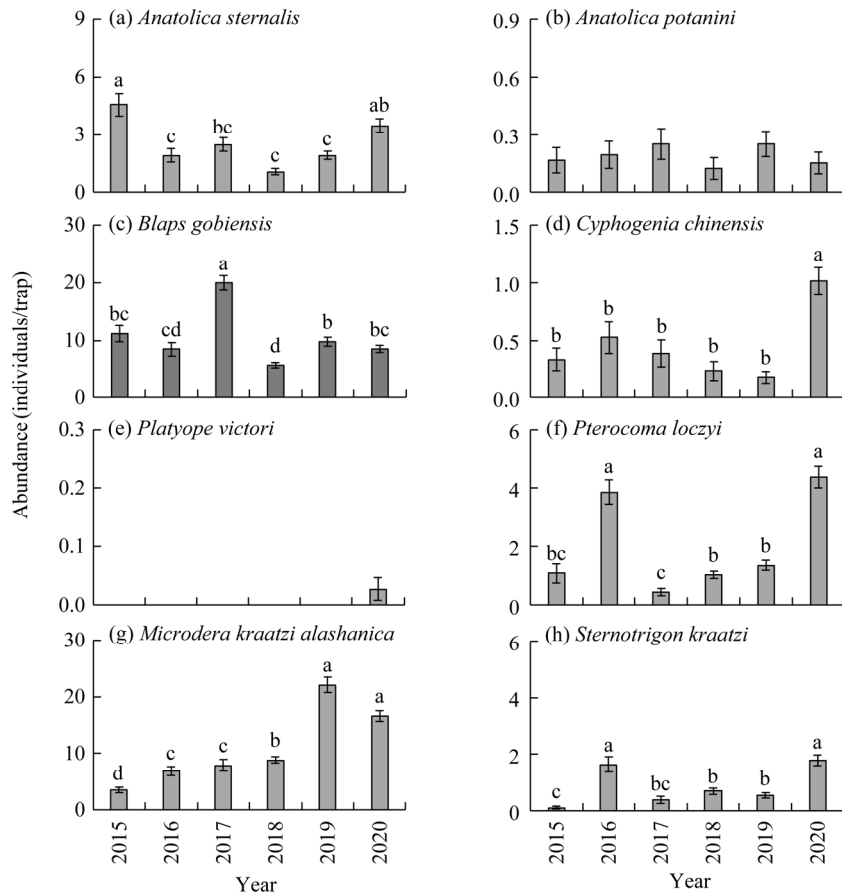 Abundance (individuals/trap)
(a) Anatolica sternalis
9
6
3
0
a
c
bc
c
c
ab
(b) Anatolica potanini
0.9
0.6
0.3
0.0
(c) Blaps gobiensis
30
20
10
0
bc
cd
a
d
b
bc
(d) Cyphogenia chinensis
1.5
1.0
0.5
0.0
b
b
b
b
b
a
(e) Platyope victori
0.3
0.2
0.1
0.0
(f) Pterocoma loczyi
6
4
2
0
bc
a
c
b
b
a
(g) Microdera kraatzi alashanica
30
20
10
0
d
c
c
b
a
a
2015
2016
2017
2018
2019
2020
Year
(h) Sternotrigon kraatzi
6
4
2
0
c
a
bc
b
b
a
2015
2016
2017
2018
2019
2020
Year